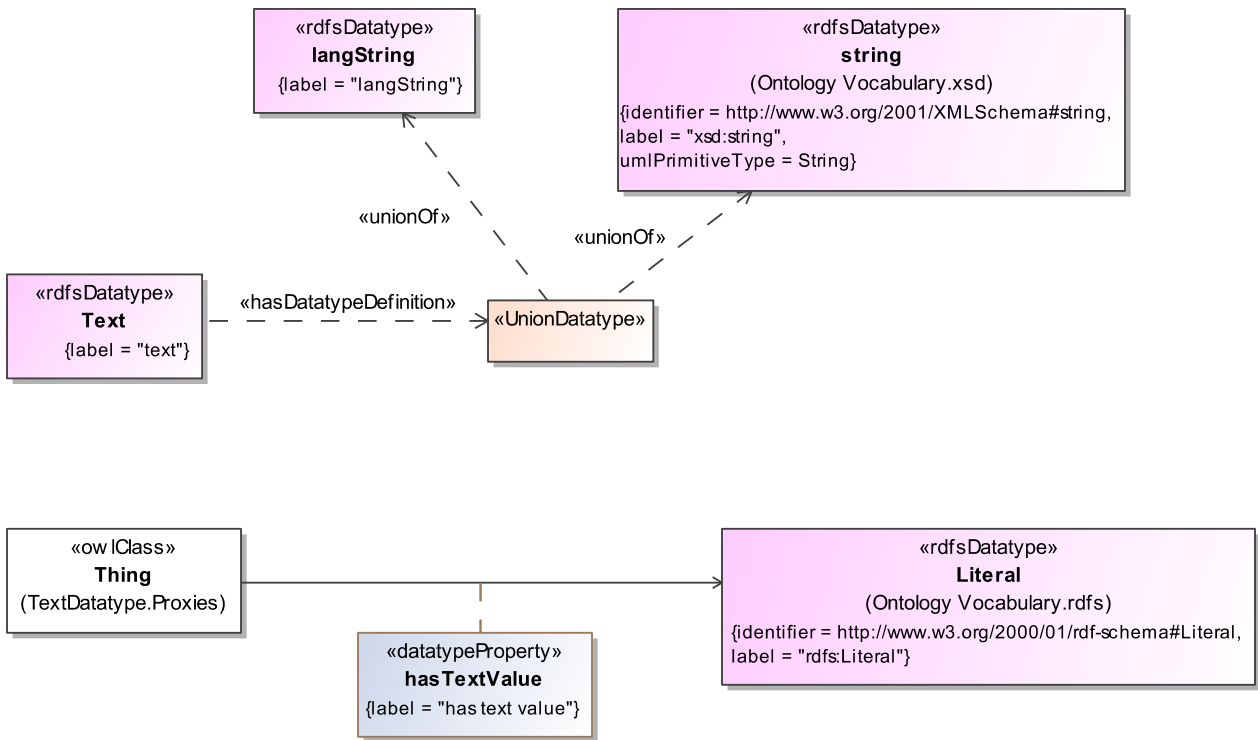 «rdfsDatatype»
langString
{label = "langString"}
«rdfsDatatype»
string
(Ontology Vocabulary.xsd)
{identifier = http://www.w3.org/2001/XMLSchema#string,
label = "xsd:string",
umlPrimitiveType = String}
«unionOf»
«unionOf»
«rdfsDatatype»
Text
{label = "text"}
«hasDatatypeDefinition»
«UnionDatatype»
«owlClass»
Thing
(TextDatatype.Proxies)
«rdfsDatatype»
Literal
(Ontology Vocabulary.rdfs)
{identifier = http://www.w3.org/2000/01/rdf-schema#Literal,
label = "rdfs:Literal"}
«datatypeProperty»
hasTextValue
{label = "has text value"}